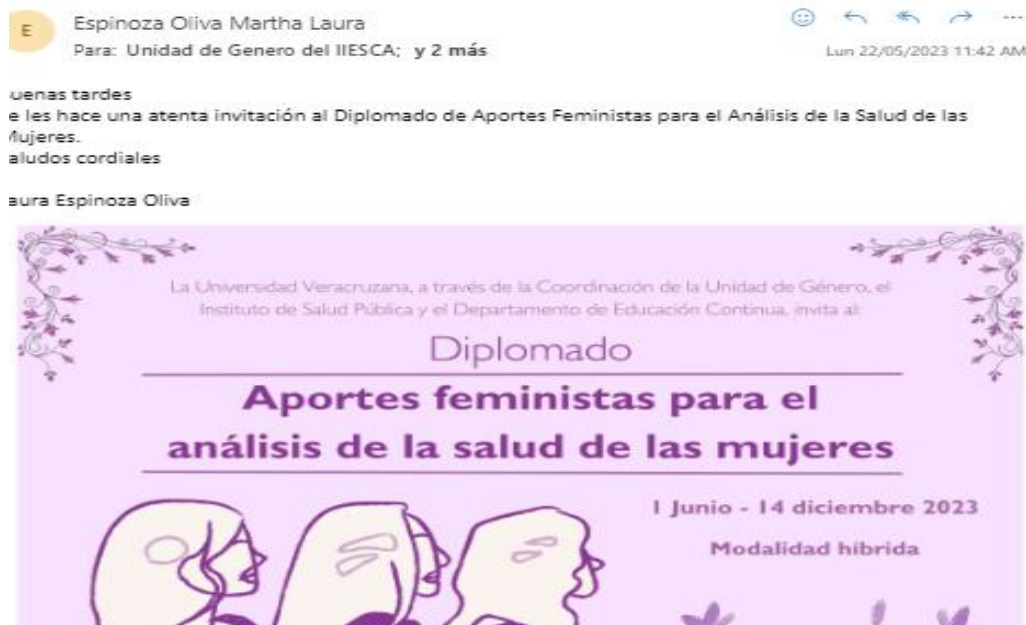 E
Espinoza Oliva Martha Laura
Para: Unidad de Genero del IIESCA; y 2 más
Lun 22/05/2023 11:42 AM
uenas tardes
e les hace una atenta invitación al Diplomado de Aportes Feministas para el Análisis de la Salud de las
Mujeres.
aludos cordiales
aura Espinoza Oliva
La Universidad Veracruzana, a través de la Coordinación de la Unidad de Género, el
Instituto de Salud Pública y el Departamento de Educación Continua, invita al:
Diplomado
Aportes feministas para el
análisis de la salud de las mujeres
1 Junio - 14 diciembre 2023
Modalidad híbrida